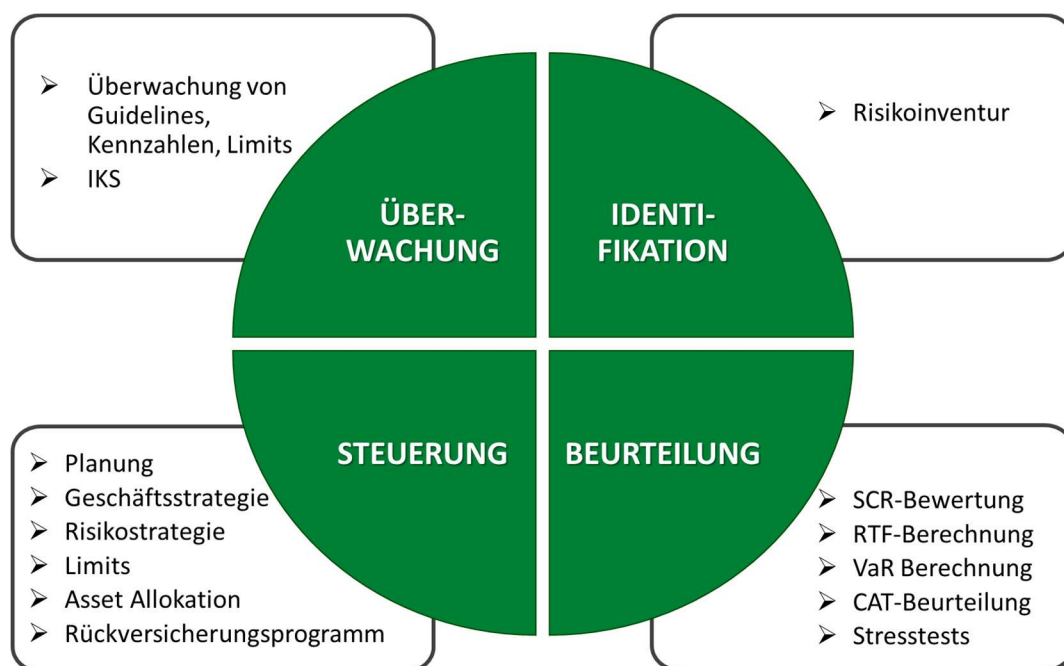 ➢ Überwachung von
Guidelines,
Kennzahlen, Limits
➢ IKS
➢ Risikoinventur
ÜBER-
WACHUNG
IDENTI-
FIKATION
STEUERUNG
BEURTEILUNG
➢ Planung
➢ Geschäftsstrategie
➢ Risikostrategie
➢ Limits
➢ Asset Allokation
➢ Rückversicherungsprogramm
➢ SCR-Bewertung
➢ RTF-Berechnung
➢ VaR Berechnung
➢ CAT-Beurteilung
➢ Stresstests